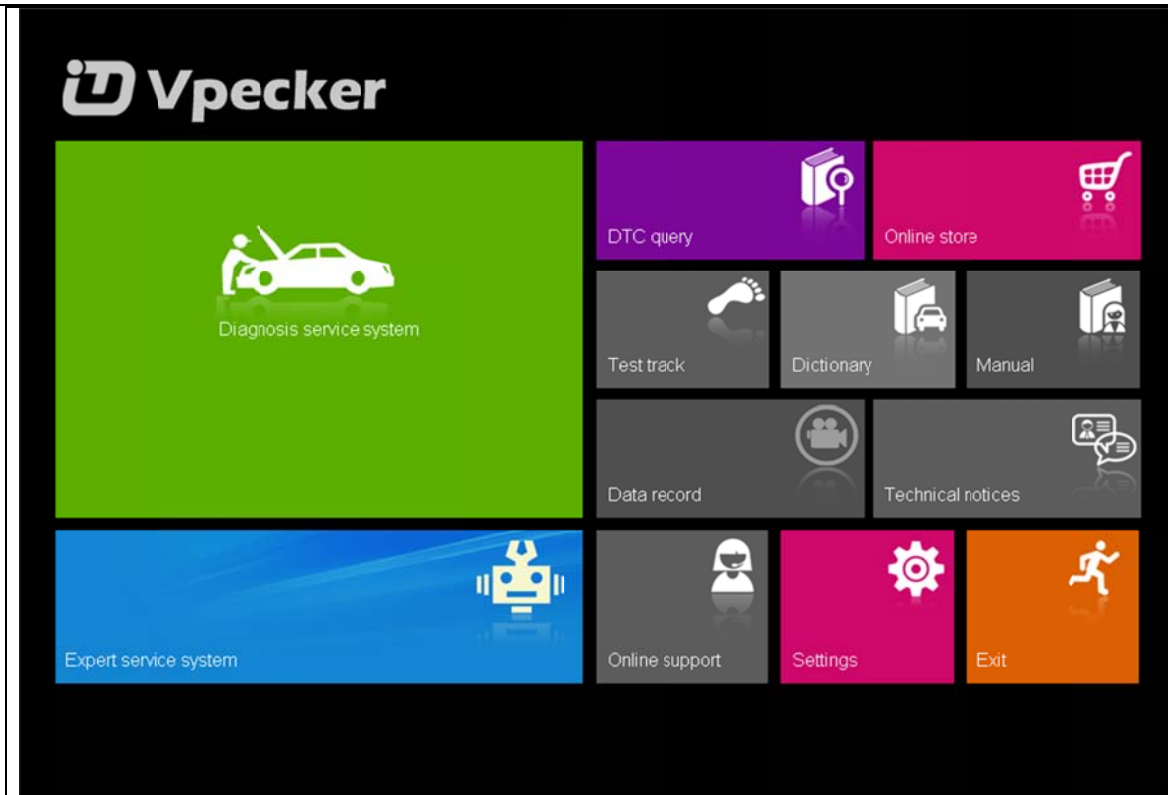 Vpecker
DTC query
Online store
Diagnosis service system
Test track
Dictionary
Manual
Data record
Technical notices
Expert service system
Online support
Settings
Exit